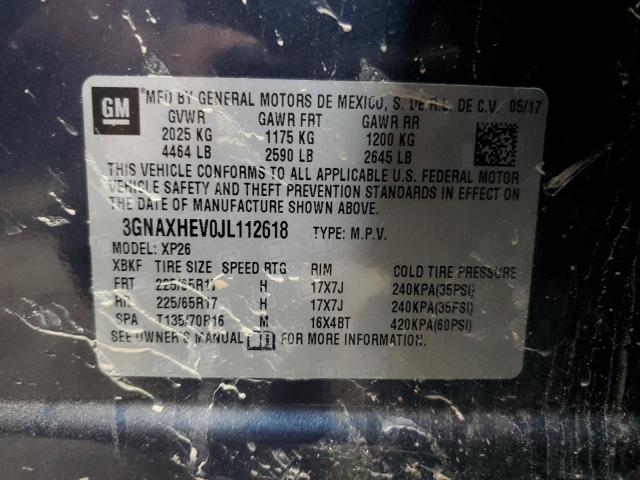 GM
®MFD BY GENERAL MOTORS DE MEXICO, S. DE R.L. DE C.V. 05/17
GVWR GAWR FRT GAWR RR
2025 KG 1175 KG 1200 KG
4464 LB 2590 LB 2645 LB
THIS VEHICLE CONFORMS TO ALL APPLICABLE U.S. FEDERAL MOTOR
VEHICLE SAFETY AND THEFT PREVENTION STANDARDS IN EFFECT ON
THE DATE OF MANUFACTURE SHOWN ABOVE.
3GNAXHEV0JL112618 TYPE: M.P.V.
MODEL: XP26
XBKF TIRE SIZE SPEED RTG RIM COLD TIRE PRESSURE
FRT 225/65R17 H 17X7J 240KPA(35PSI)
RR 225/65R17 H 17X7J 240KPA(35PSI)
SPA T135/70R16 M 16X4BT 420KPA(60PSI)
SEE OWNER'S MANUAL FOR MORE INFORMATION.